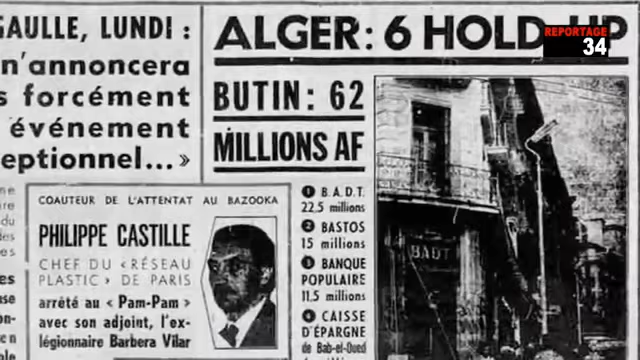 GAULLE, LUNDI :
n'annoncera
s forcément
événement
eptionnel... »
ALGER: 6 HOLD-UP
REPORTAGE
34
BUTIN: 62
MILLIONS AF
COAUTEUR DE L'ATTENTAT AU BAZOOKA
PHILIPPE CASTILLE
CHEF DU « RÉSEAU
PLASTIC » DE PARIS
arrêté au « Pam-Pam »
avec son adjoint, l'ex-
légionnaire Barbera Vilar
1 B.A.D.T.
22.5 millions
2 BASTOS
15 millions
3 BANQUE
POPULAIRE
11.5 millions
4 CAISSE
D'ÉPARGNE
de Bab-el-Oued
BADT